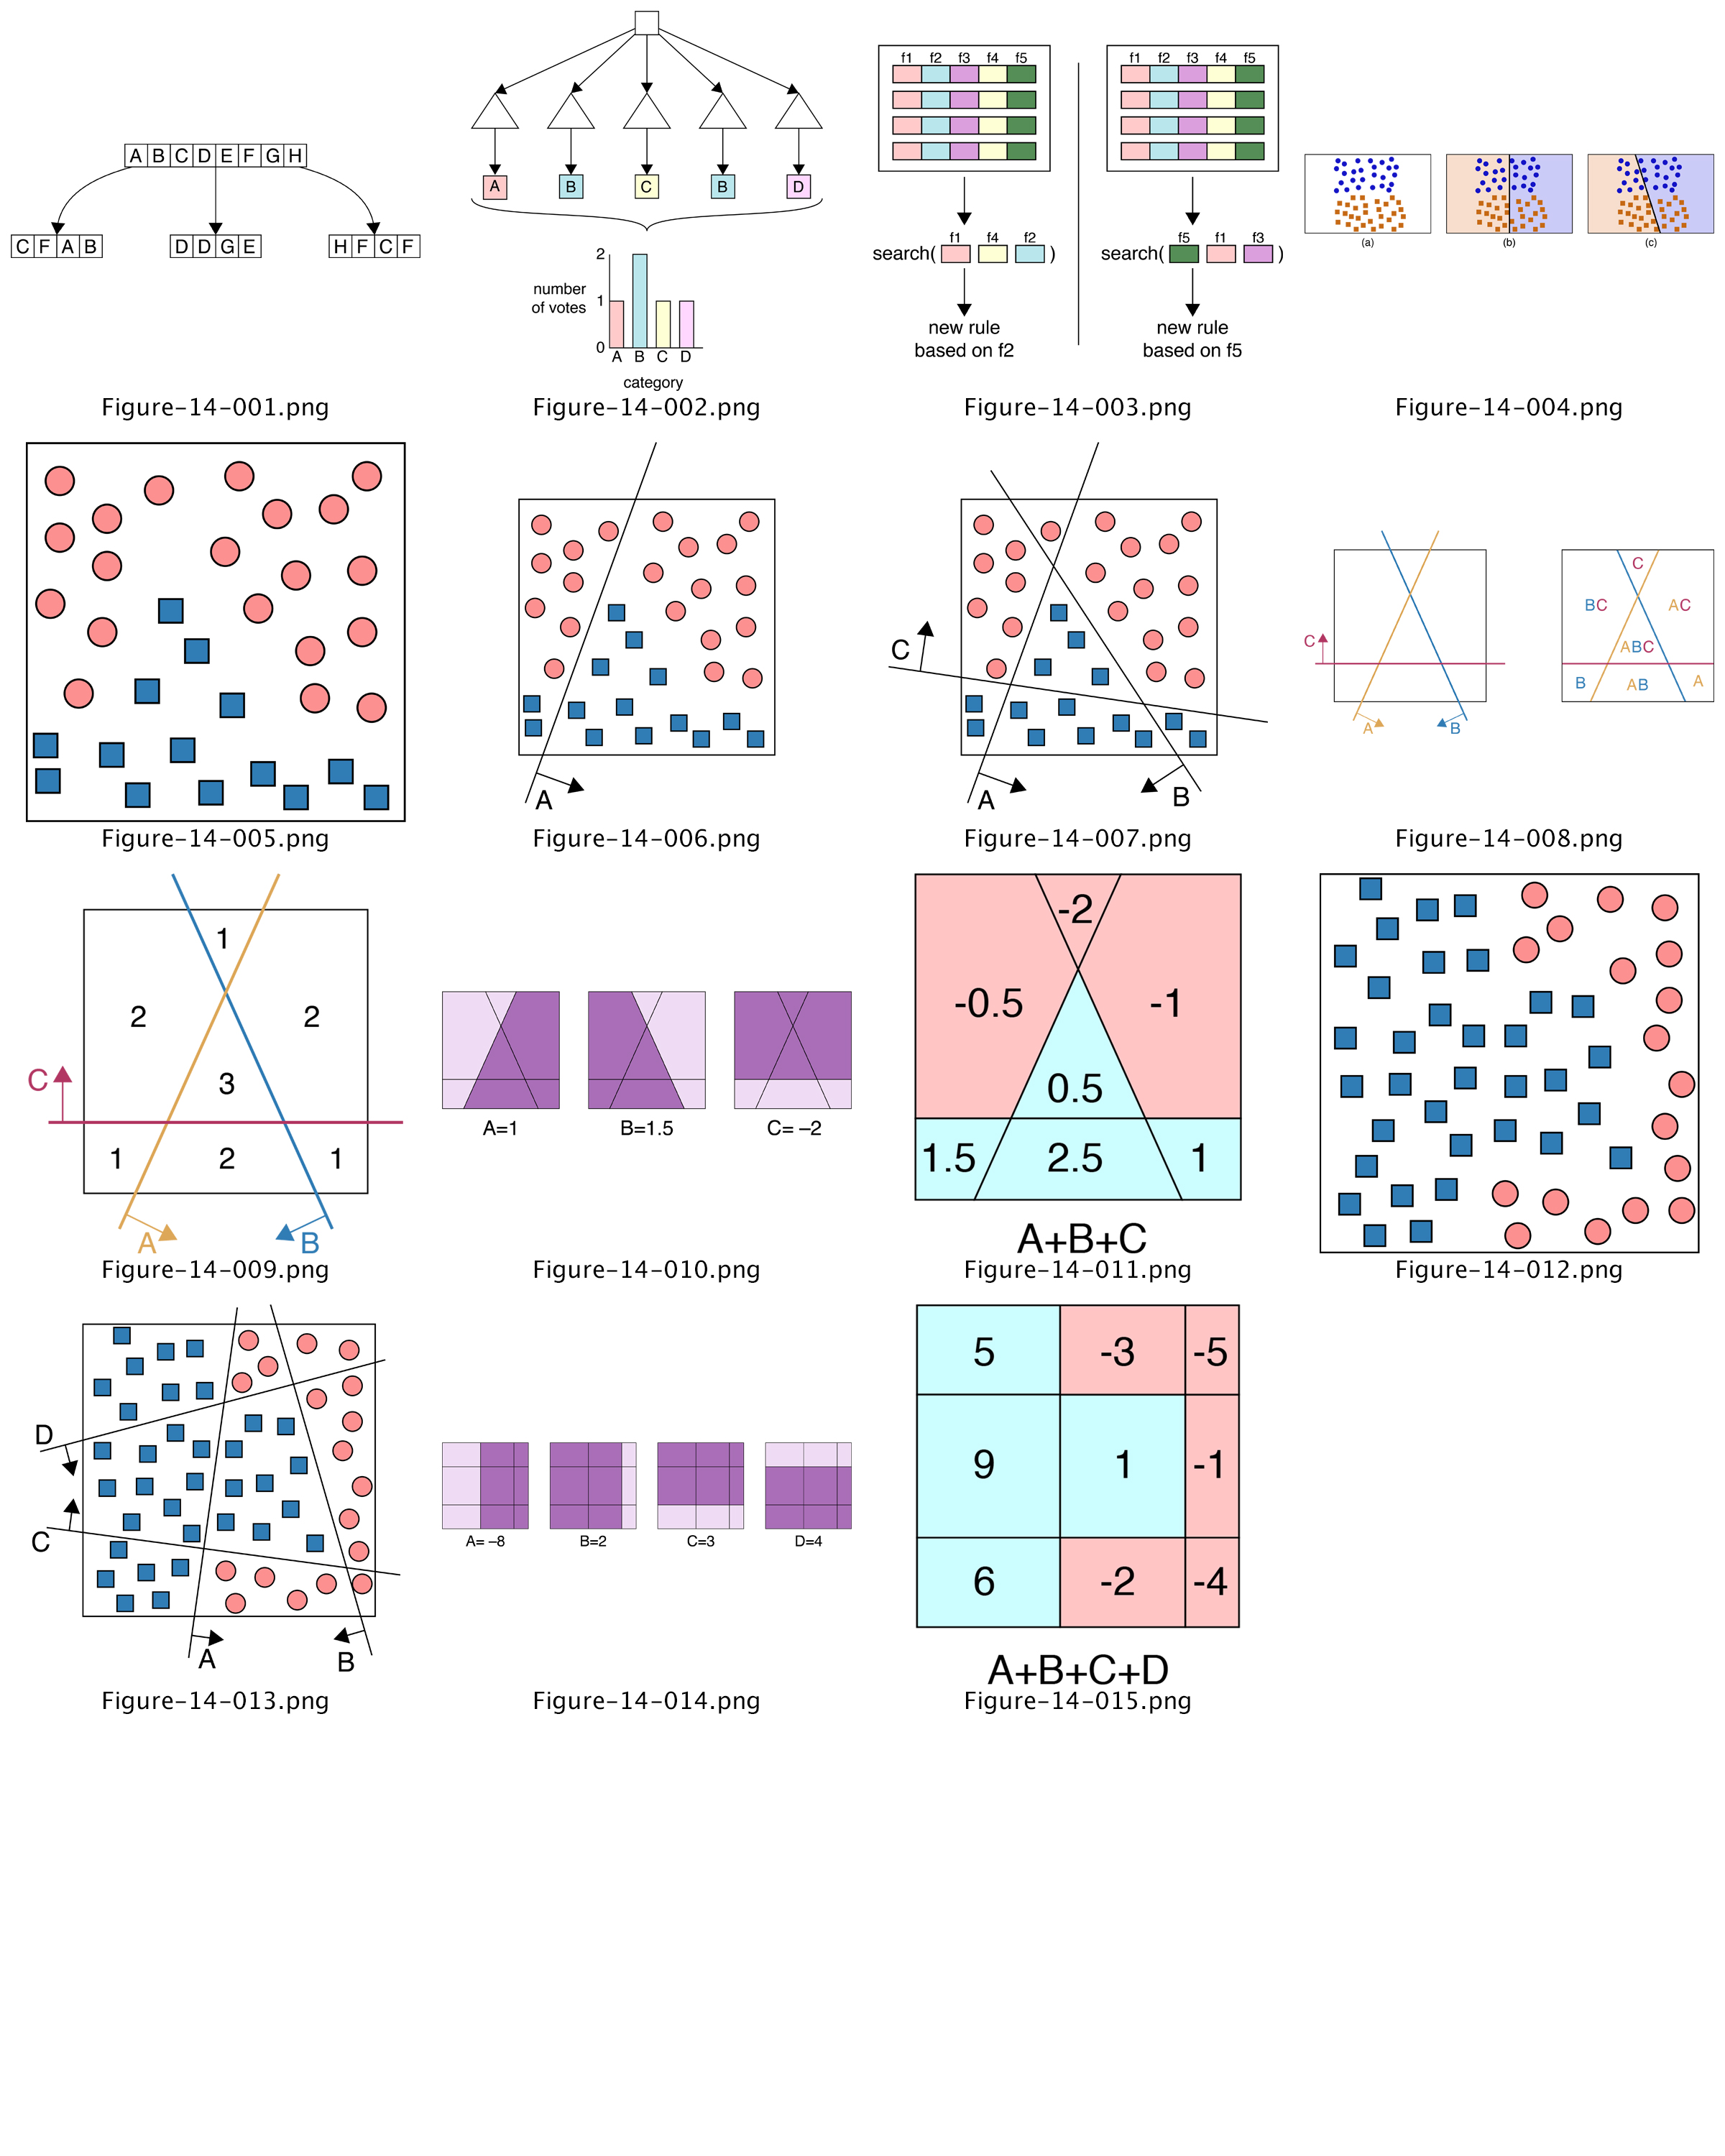 A B C D E F G H
C F A B
D D G E
H F C F
Figure-14-001.png
A B C B D
2
number
of votes
1
0
A B C D
category
Figure-14-002.png
f1 f2 f3 f4 f5
search( f1 f4 f2 )
new rule
based on f2
f1 f2 f3 f4 f5
search( f5 f1 f3 )
new rule
based on f5
Figure-14-003.png
(a) (b) (c)
Figure-14-004.png
Figure-14-005.png
A
Figure-14-006.png
C
A B
Figure-14-007.png
C
A B
C
BC AC
ABC
B AB A
Figure-14-008.png
1
2 2
C 3
1 2 1
A B
Figure-14-009.png
A=1 B=1.5 C= –2
Figure-14-010.png
-2
-0.5 -1
0.5
1.5 2.5 1
A+B+C
Figure-14-011.png
Figure-14-012.png
D
C
A B
Figure-14-013.png
A= –8 B=2 C=3 D=4
Figure-14-014.png
5 -3 -5
9 1 -1
6 -2 -4
A+B+C+D
Figure-14-015.png